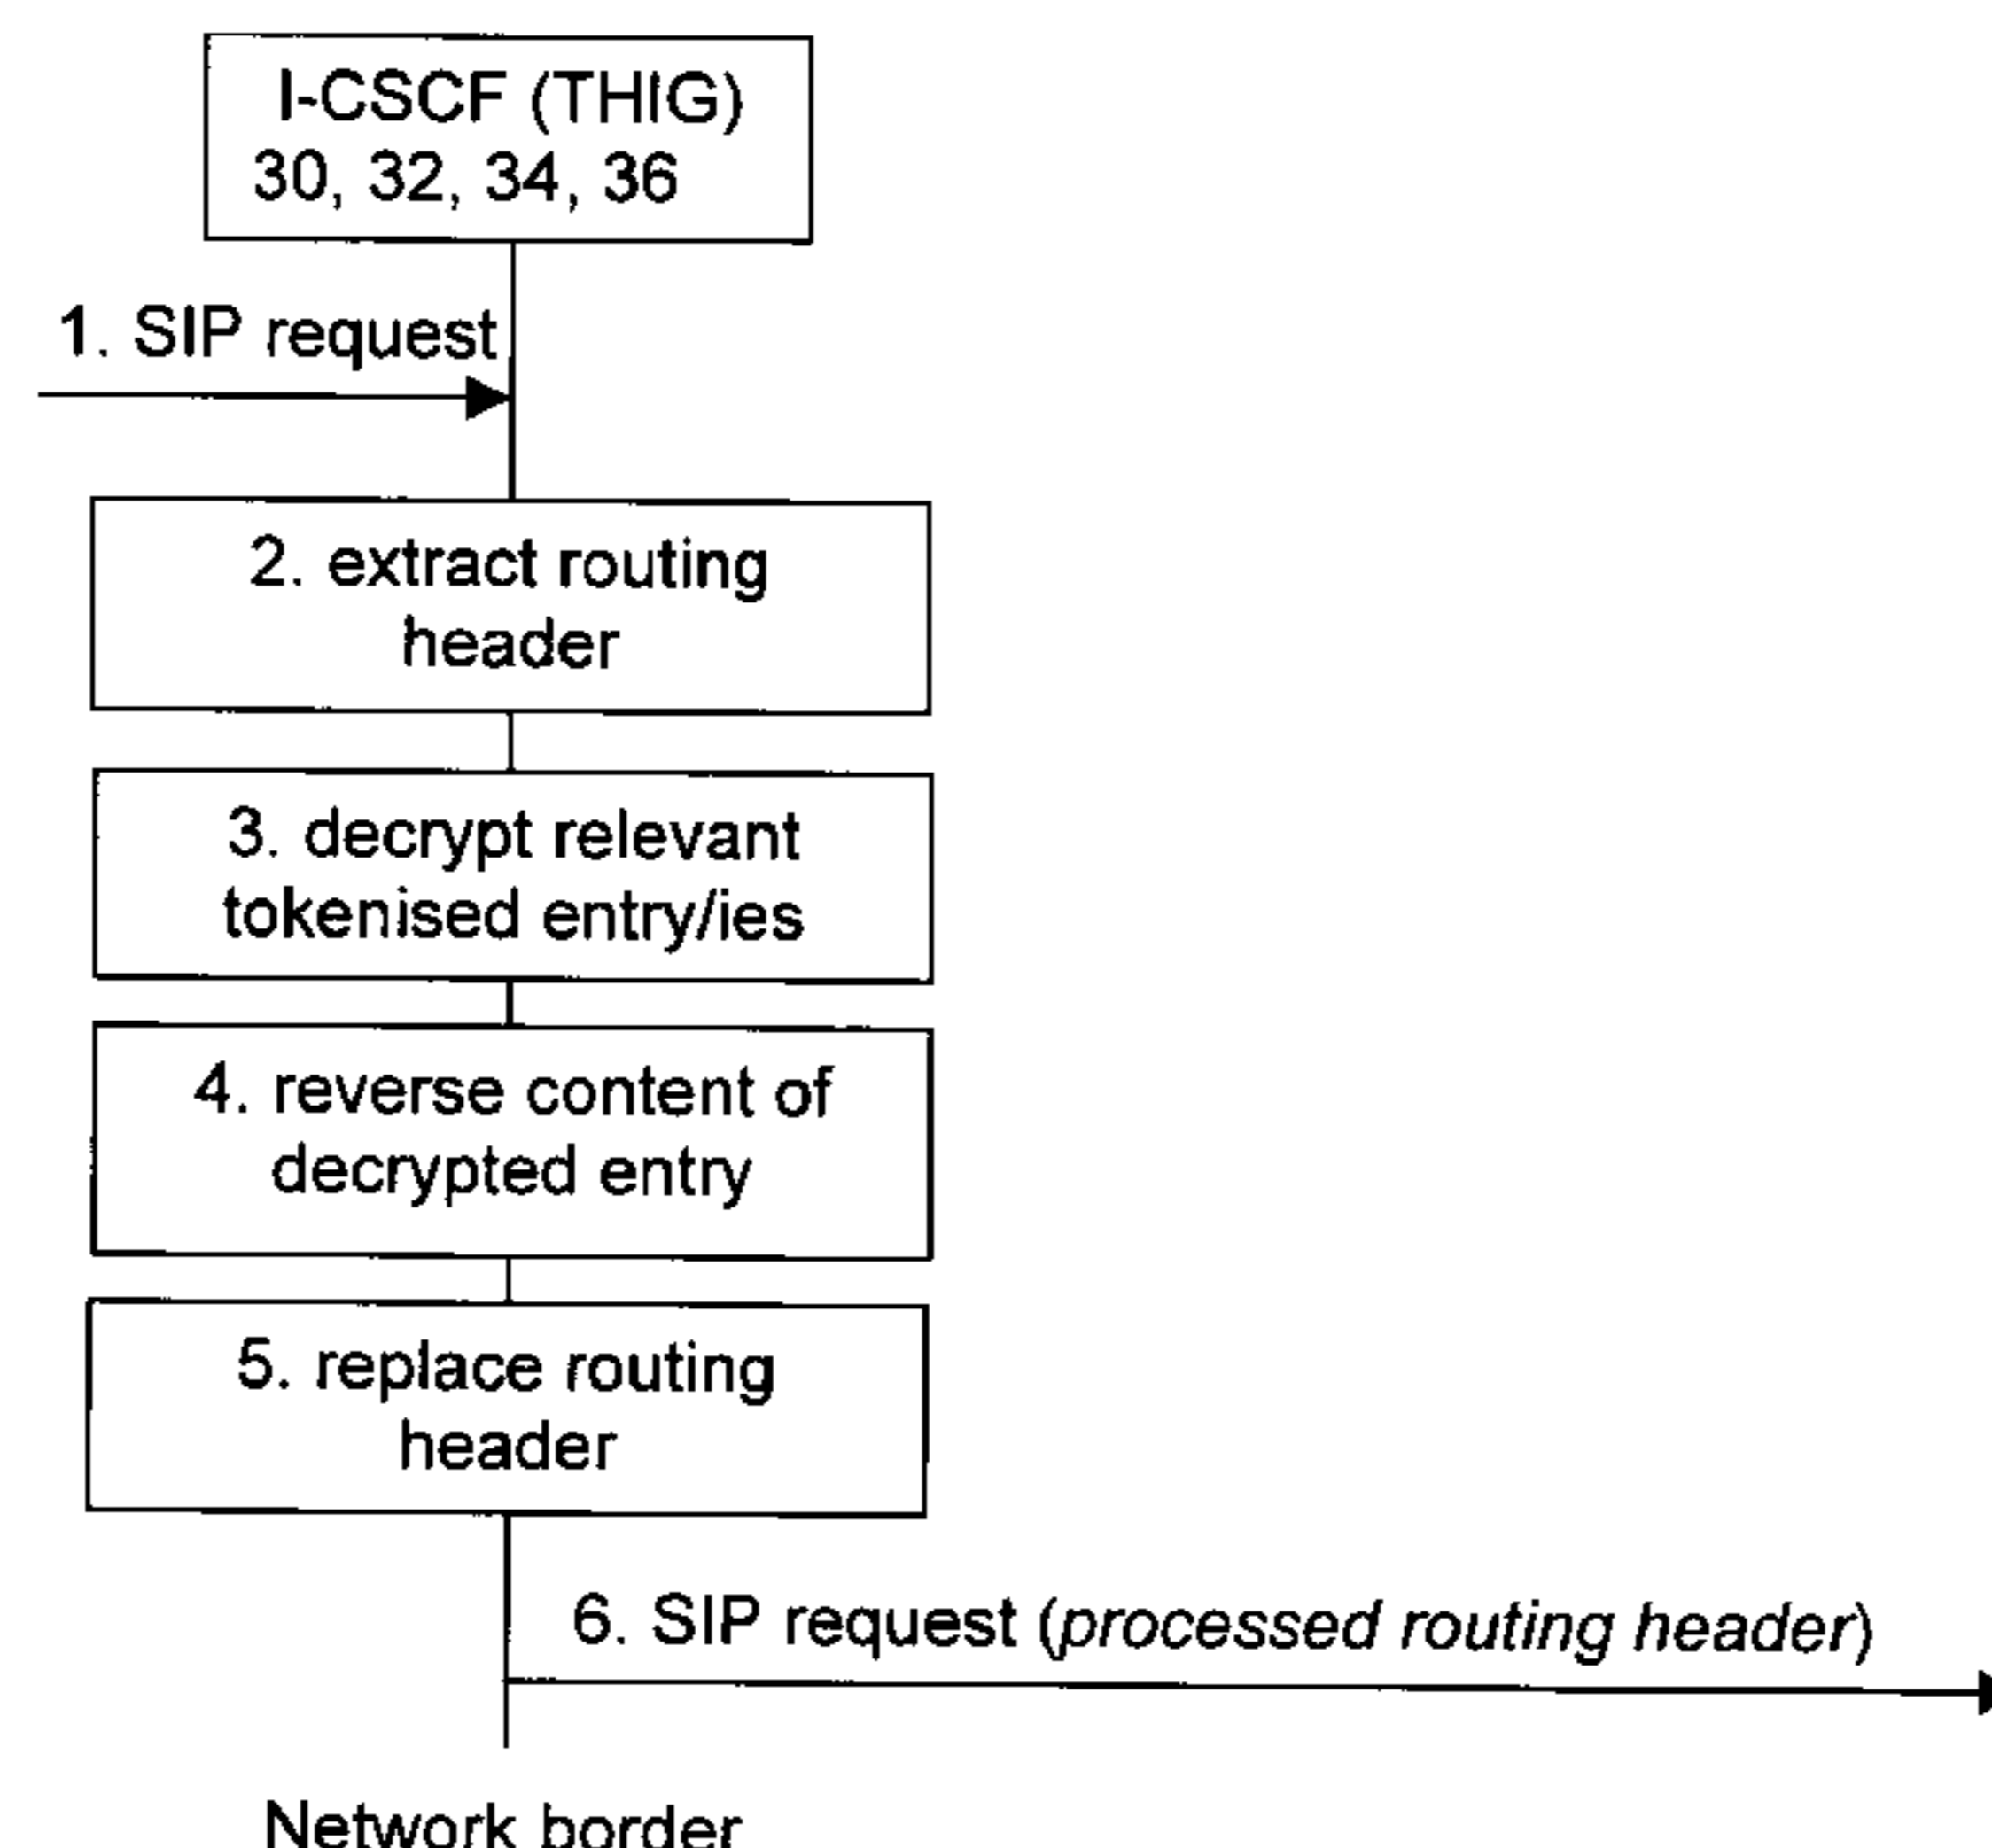 I-CSCF (THIG)
30, 32, 34, 36
1. SIP request
2. extract routing
header
3. decrypt relevant
tokenised entry/ies
4. reverse content of
decrypted entry
5. replace routing
header
6. SIP request (processed routing header)
Network border